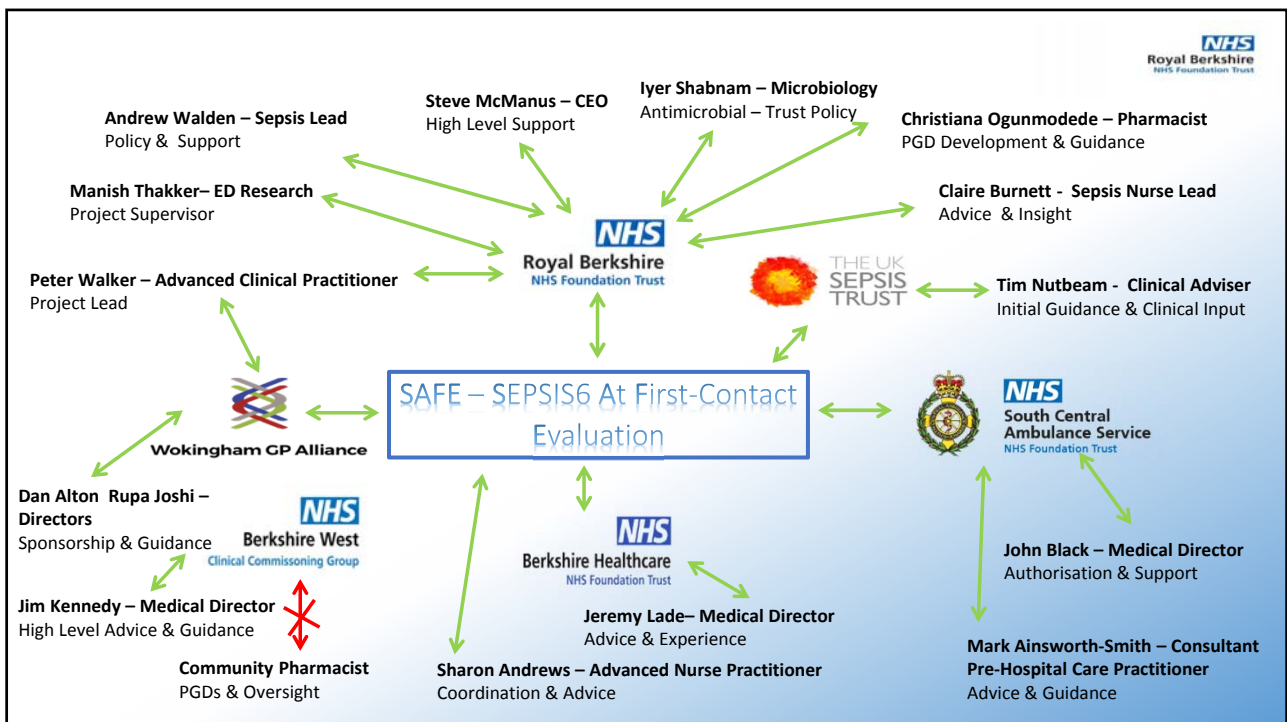 NHS
Royal Berkshire
NHS Foundation Trust
Andrew Walden – Sepsis Lead
Policy & Support
Steve McManus – CEO
High Level Support
Iyer Shabnam – Microbiology
Antimicrobial – Trust Policy
Christiana Ogunmodede – Pharmacist
PGD Development & Guidance
Manish Thakker– ED Research
Project Supervisor
Claire Burnett - Sepsis Nurse Lead
Advice & Insight
NHS
Royal Berkshire
NHS Foundation Trust
THE UK
SEPSIS
TRUST
Peter Walker – Advanced Clinical Practitioner
Project Lead
Tim Nutbeam - Clinical Adviser
Initial Guidance & Clinical Input
Wokingham GP Alliance
SAFE – SEPSIS6 At First-Contact
Evaluation
NHS
South Central
Ambulance Service
NHS Foundation Trust
Dan Alton Rupa Joshi –
Directors
Sponsorship & Guidance
NHS
Berkshire West
Clinical Commissoning Group
NHS
Berkshire Healthcare
NHS Foundation Trust
John Black – Medical Director
Authorisation & Support
Jim Kennedy – Medical Director
High Level Advice & Guidance
Jeremy Lade– Medical Director
Advice & Experience
Community Pharmacist
PGDs & Oversight
Sharon Andrews – Advanced Nurse Practitioner
Coordination & Advice
Mark Ainsworth-Smith – Consultant
Pre-Hospital Care Practitioner
Advice & Guidance